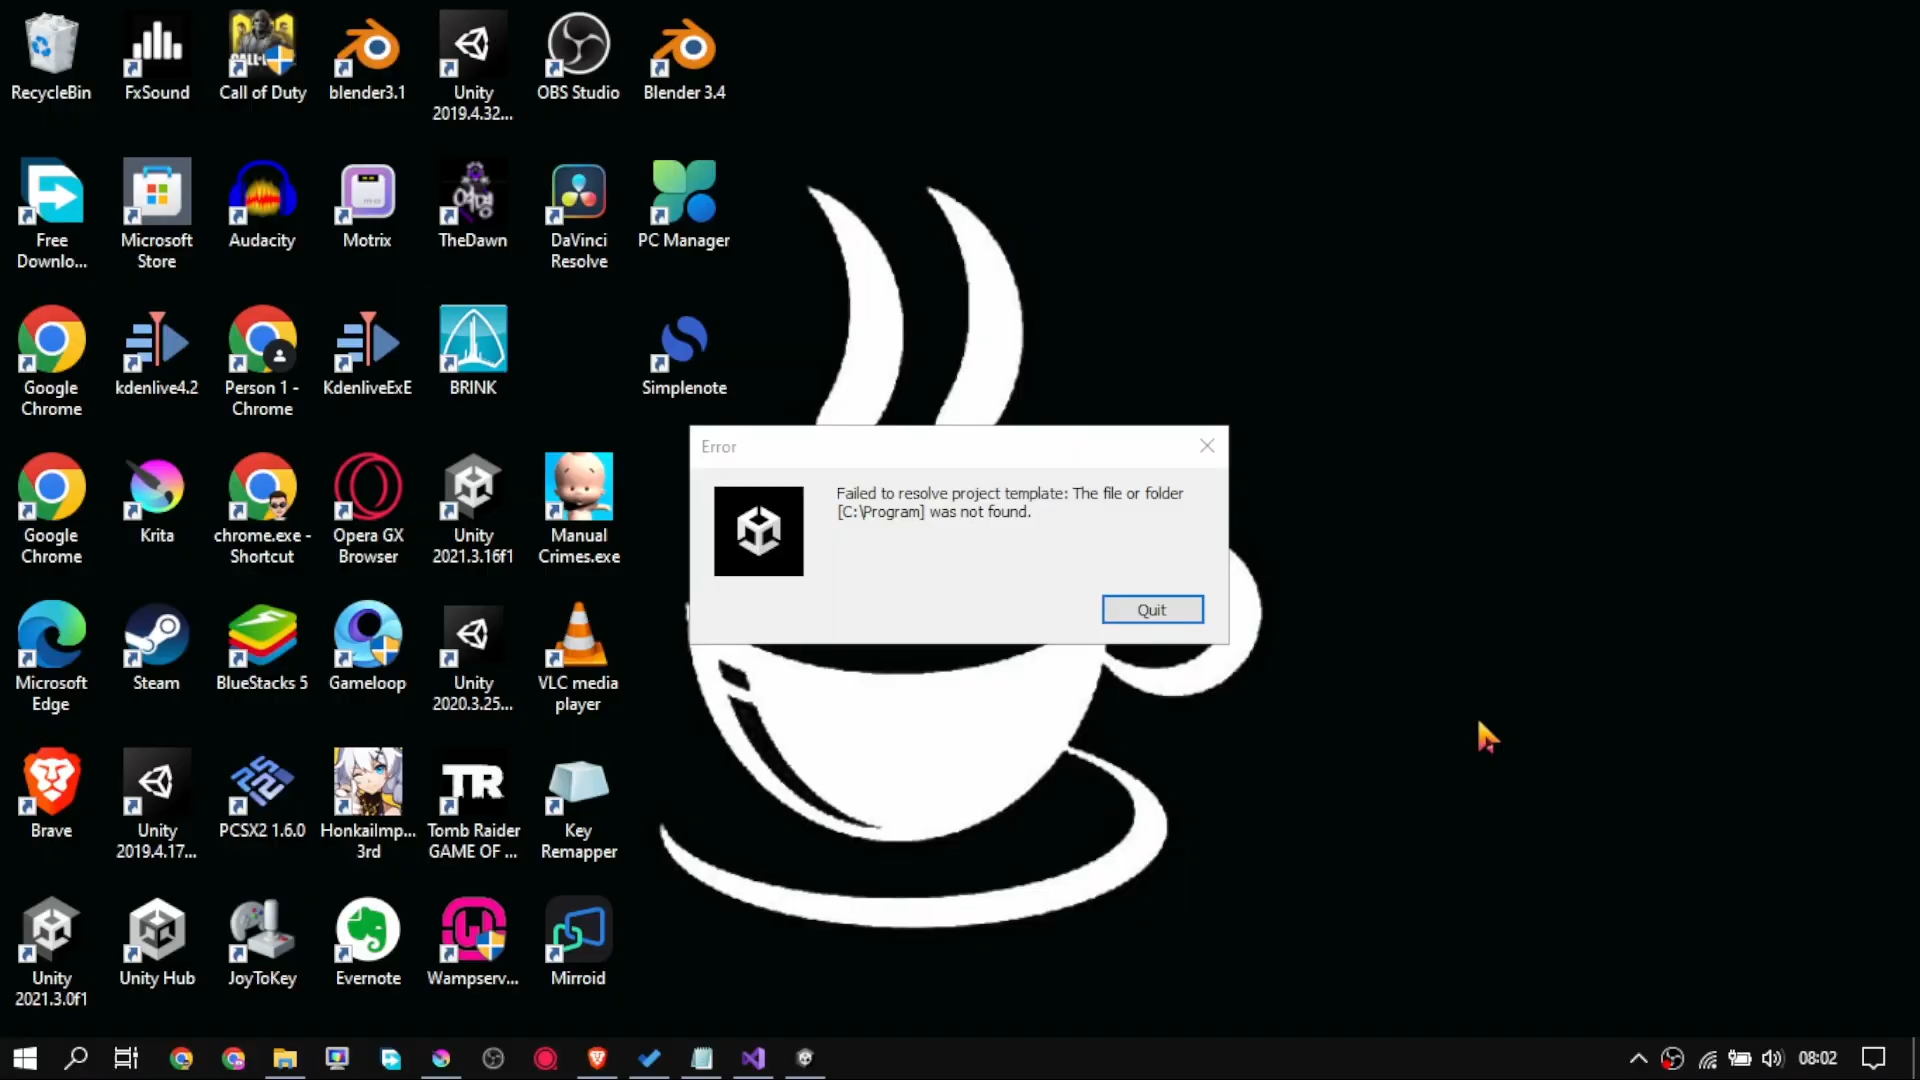 RecycleBin
FxSound
Call of Duty
blender3.1
Unity
2019.4.32...
OBS Studio
Blender 3.4
Free
Downlo...
Microsoft
Store
Audacity
Motrix
여명
TheDawn
DaVinci
Resolve
PC Manager
Google
Chrome
kdenlive4.2
Person 1 -
Chrome
KdenliveExE
BRINK
Simplenote
Error
Failed to resolve project template: The file or folder
[C:\Program] was not found.
Quit
Google
Chrome
Krita
chrome.exe -
Shortcut
Opera GX
Browser
Unity
2021.3.16f1
Manual
Crimes.exe
Microsoft
Edge
Steam
BlueStacks 5
Gameloop
Unity
2020.3.25...
VLC media
player
Brave
Unity
2019.4.17...
PCSX2 1.6.0
HonkaiImp...
3rd
TR
Tomb Raider
GAME OF ...
Key
Remapper
Unity
2021.3.0f1
Unity Hub
JoyToKey
Evernote
Wampserv...
Mirroid
08:02